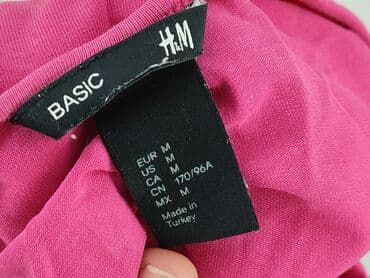 BASIC H&M
EUR M
US M
CA M
CN 170/96A
MX M
Made in
Turkey